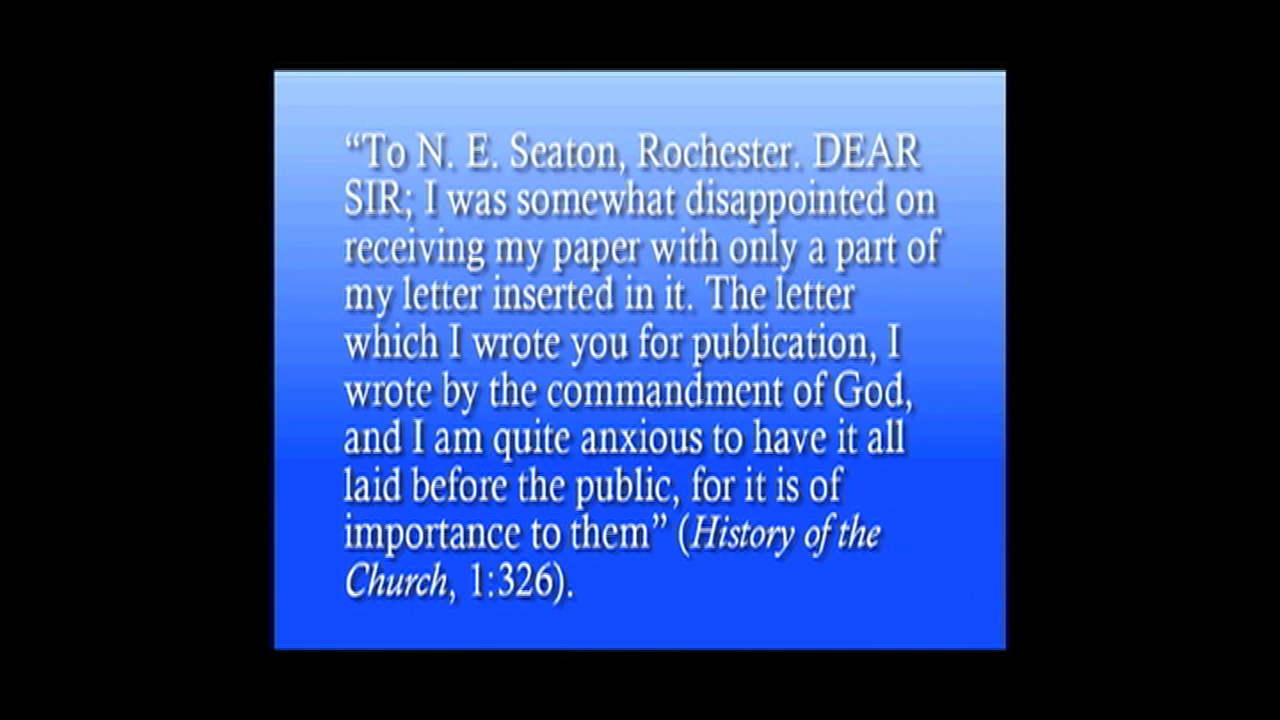 “To N. E. Seaton, Rochester. DEAR
SIR; I was somewhat disappointed on
receiving my paper with only a part of
my letter inserted in it. The letter
which I wrote you for publication, I
wrote by the commandment of God,
and I am quite anxious to have it all
laid before the public, for it is of
importance to them” (History of the
Church, 1:326).